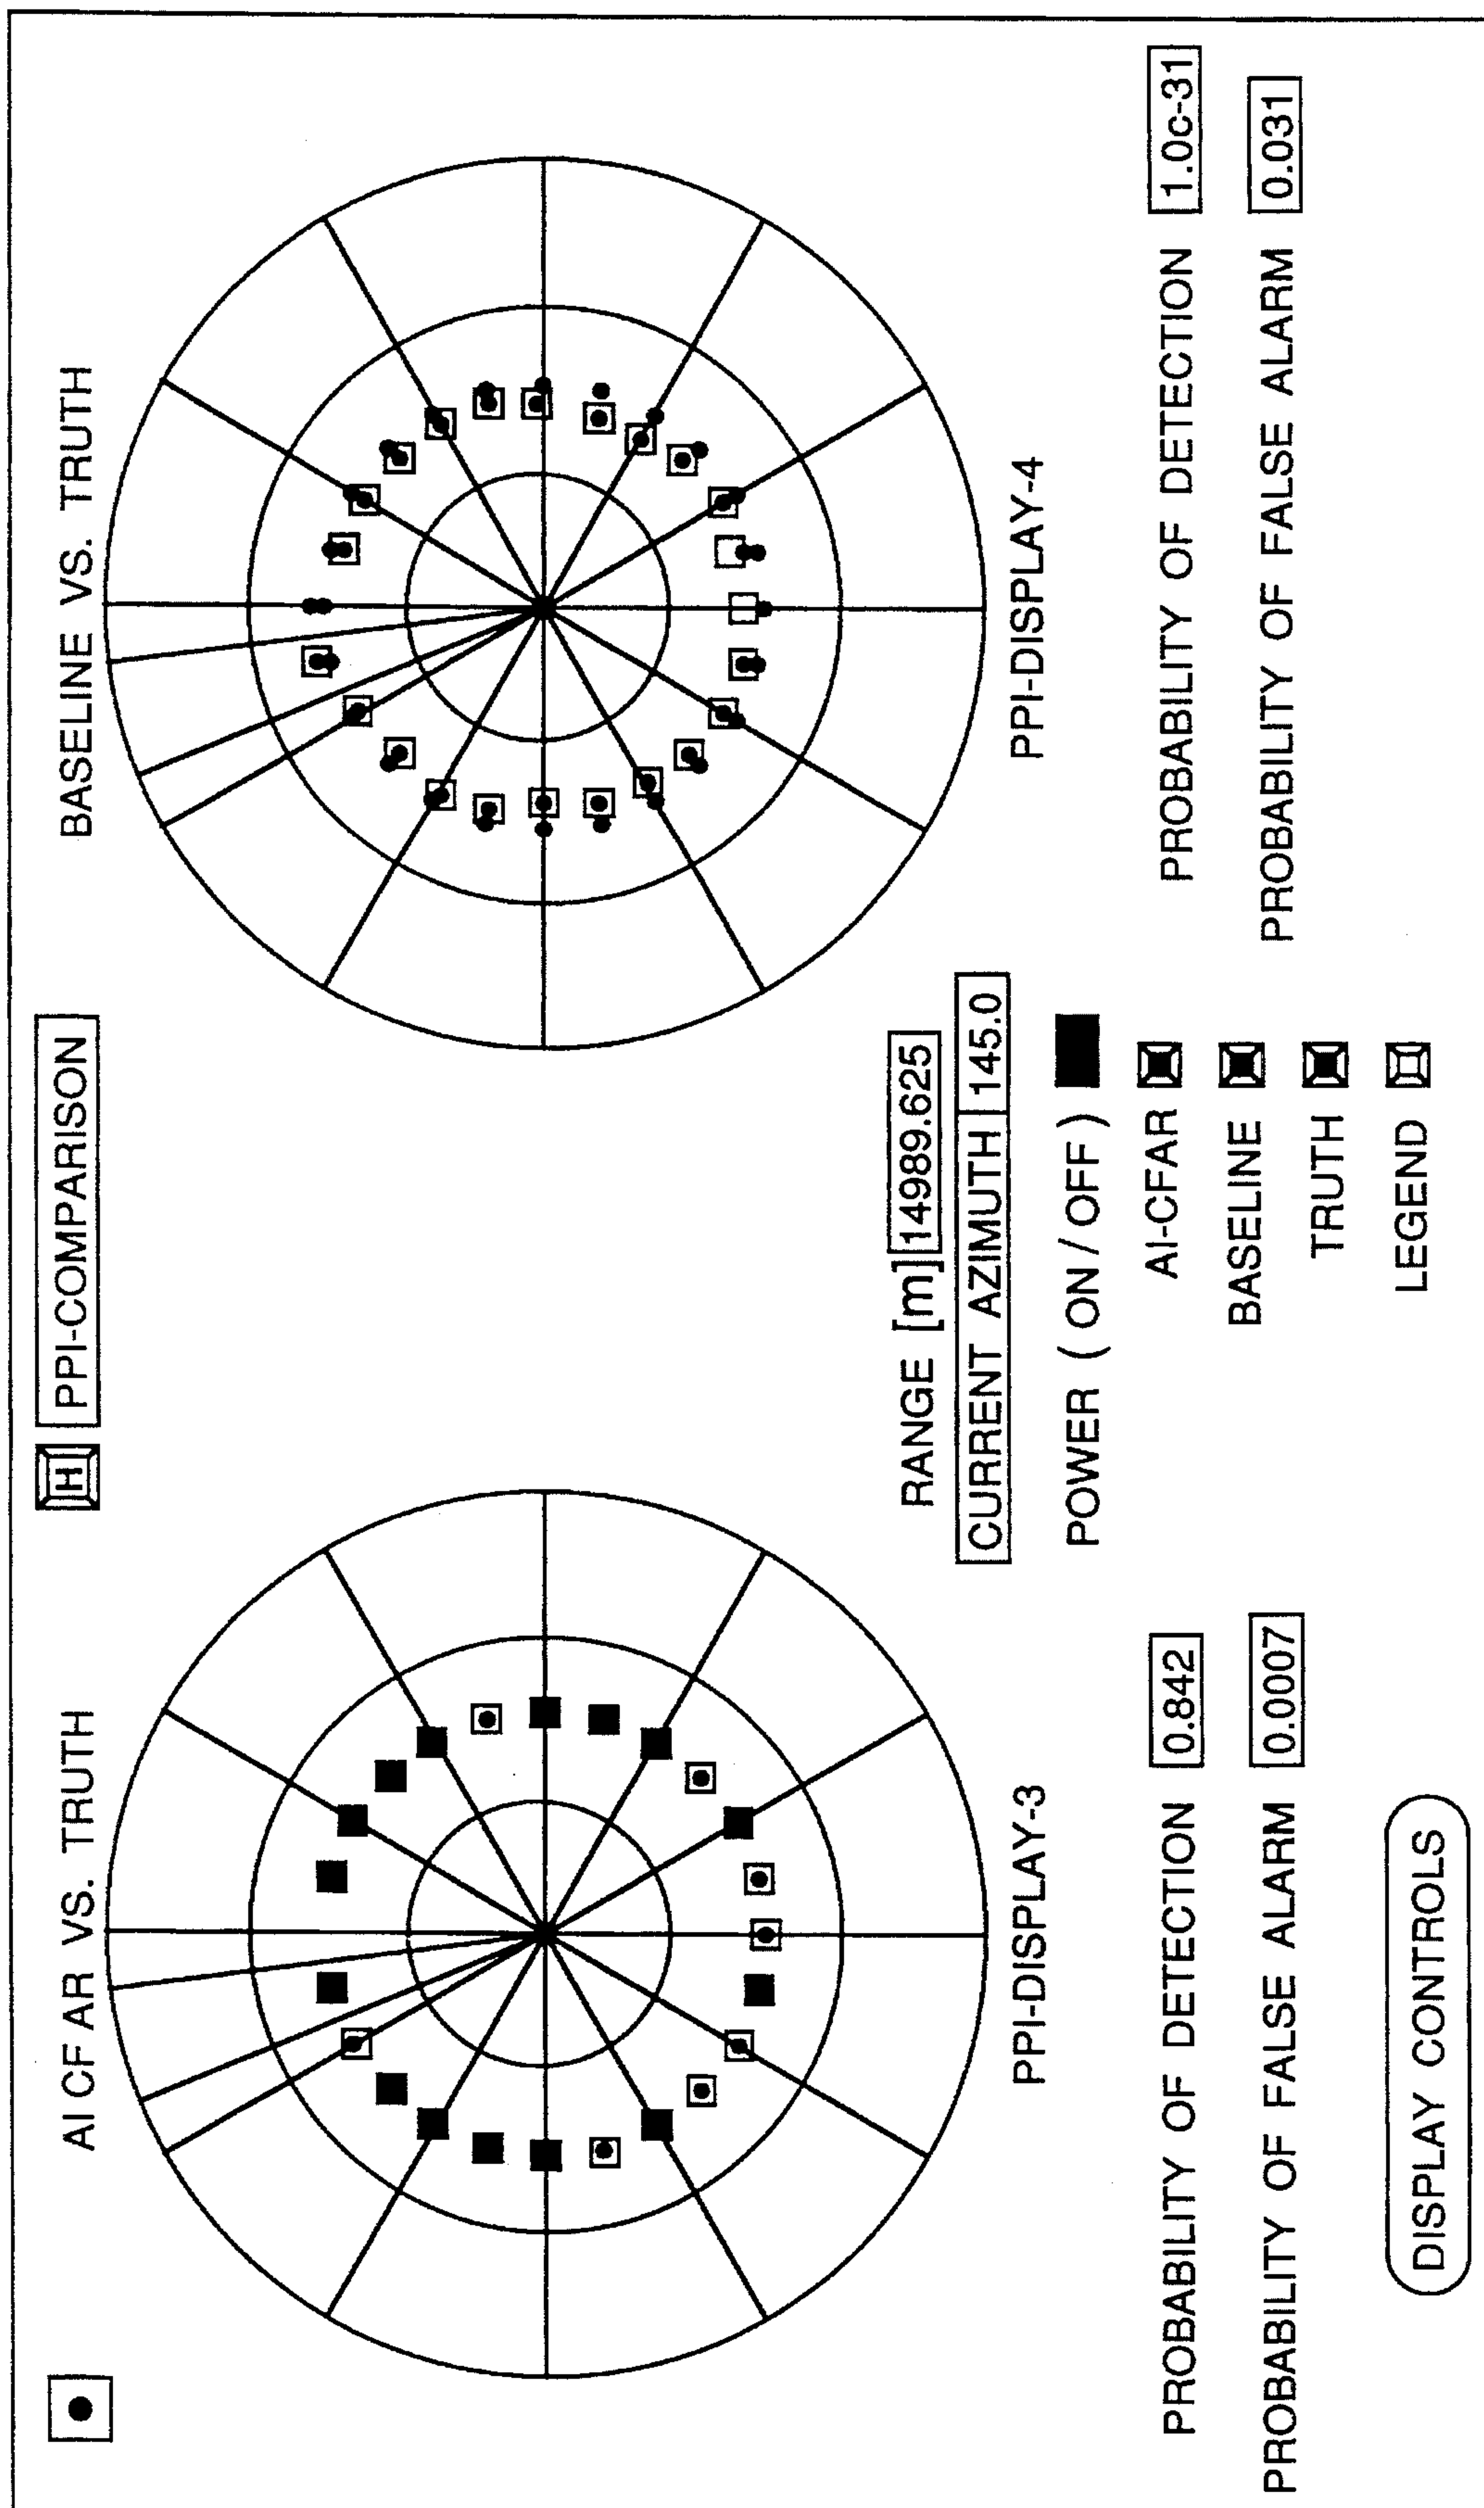 H PPI-COMPARISON
AI CF AR VS. TRUTH
BASELINE VS. TRUTH
PPI-DISPLAY-3
PPI-DISPLAY-4
RANGE [m] 14989.625
CURRENT AZIMUTH 145.0
POWER ( ON / OFF )
PROBABILITY OF DETECTION 0.842
PROBABILITY OF FALSE ALARM 0.0007
AI-CFAR
BASELINE
TRUTH
LEGEND
PROBABILITY OF DETECTION 1.0c-31
PROBABILITY OF FALSE ALARM 0.031
DISPLAY CONTROLS